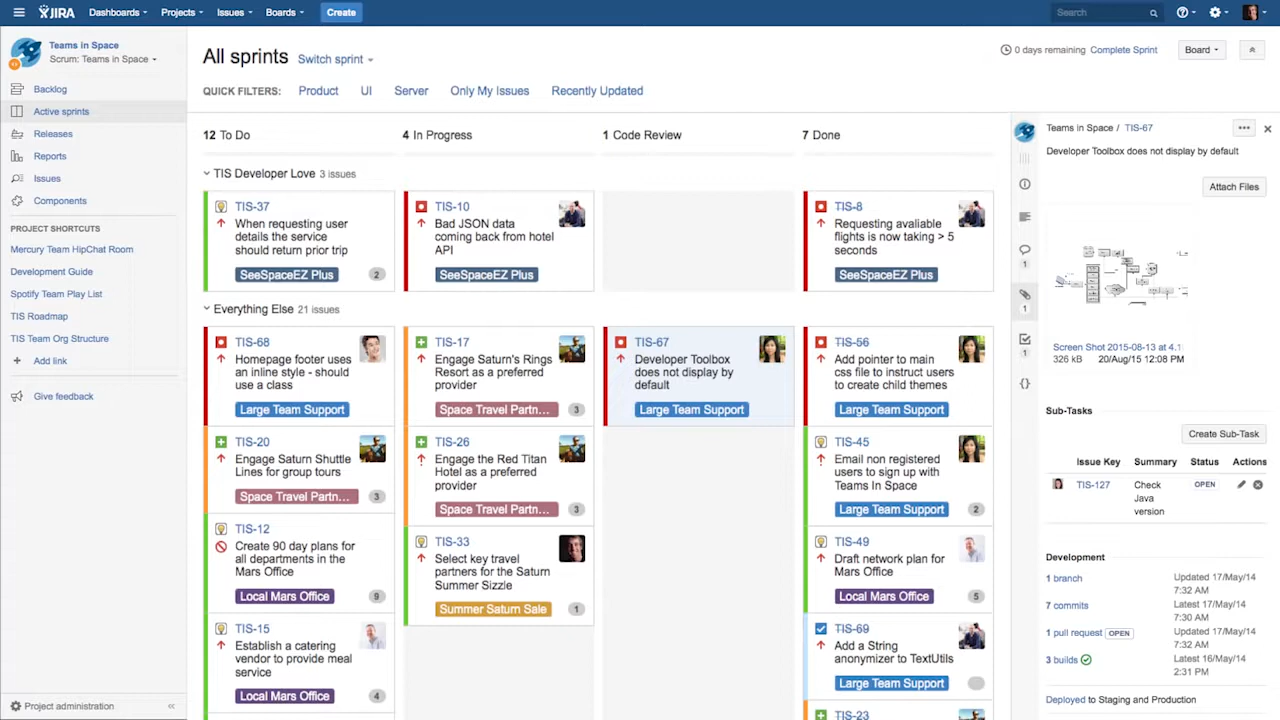 JIRA Dashboards Projects Issues Boards Create Search
Teams in Space
Scrum: Teams in Space
Backlog
Active sprints
Releases
Reports
Issues
Components
PROJECT SHORTCUTS
Mercury Team HipChat Room
Development Guide
Spotify Team Play List
TIS Roadmap
TIS Team Org Structure
+ Add link
Give feedback
Project administration «
All sprints Switch sprint
0 days remaining Complete Sprint Board
QUICK FILTERS: Product UI Server Only My Issues Recently Updated
12 To Do 4 In Progress 1 Code Review 7 Done
TIS Developer Love 3 issues
TIS-37
When requesting user
details the service
should return prior trip
SeeSpaceEZ Plus 2
TIS-10
Bad JSON data
coming back from hotel
API
SeeSpaceEZ Plus
TIS-8
Requesting available
flights is now taking > 5
seconds
SeeSpaceEZ Plus
Everything Else 21 issues
TIS-68
Homepage footer uses
an inline style - should
use a class
Large Team Support
TIS-20
Engage Saturn Shuttle
Lines for group tours
Space Travel Partn... 3
TIS-12
Create 90 day plans for
all departments in the
Mars Office
Local Mars Office 9
TIS-15
Establish a catering
vendor to provide meal
service
Local Mars Office 4
TIS-17
Engage Saturn's Rings
Resort as a preferred
provider
Space Travel Partn... 3
TIS-26
Engage the Red Titan
Hotel as a preferred
provider
Space Travel Partn... 3
TIS-33
Select key travel
partners for the Saturn
Summer Sizzle
Summer Saturn Sale 1
TIS-67
Developer Toolbox
does not display by
default
Large Team Support
TIS-56
Add pointer to main
css file to instruct users
to create child themes
Large Team Support
TIS-45
Email non registered
users to sign up with
Teams In Space
Large Team Support 2
TIS-49
Draft network plan for
Mars Office
Local Mars Office 5
TIS-69
Add a String
anonymizer to TextUtils
Large Team Support
TIS-23
Teams in Space / TIS-67
Developer Toolbox does not display by default
Attach Files
1
1
1
Screen Shot 2015-08-13 at 4.1
326 kB 20/Aug/15 12:08 PM
Sub-Tasks
Create Sub-Task
Issue Key Summary Status Actions
TIS-127 Check OPEN
Java
version
Development
1 branch Updated 17/May/14
7:32 AM
7 commits Latest 17/May/14
7:30 AM
1 pull request OPEN Updated 17/May/14
7:32 AM
3 builds Latest 16/May/14
2:31 PM
Deployed to Staging and Production